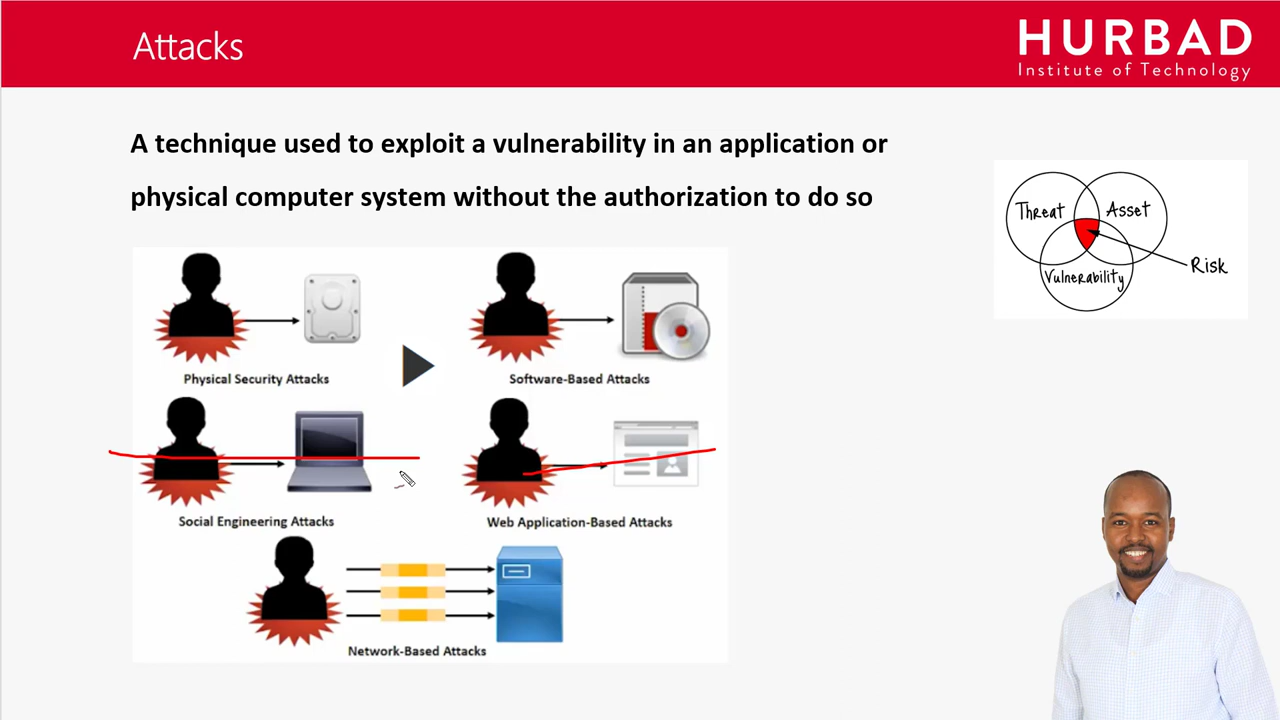 Attacks
HURBAD
Institute of Technology
A technique used to exploit a vulnerability in an application or
physical computer system without the authorization to do so
Threat
Asset
Vulnerability
Risk
Physical Security Attacks
Software-Based Attacks
Social Engineering Attacks
Web Application-Based Attacks
Network-Based Attacks